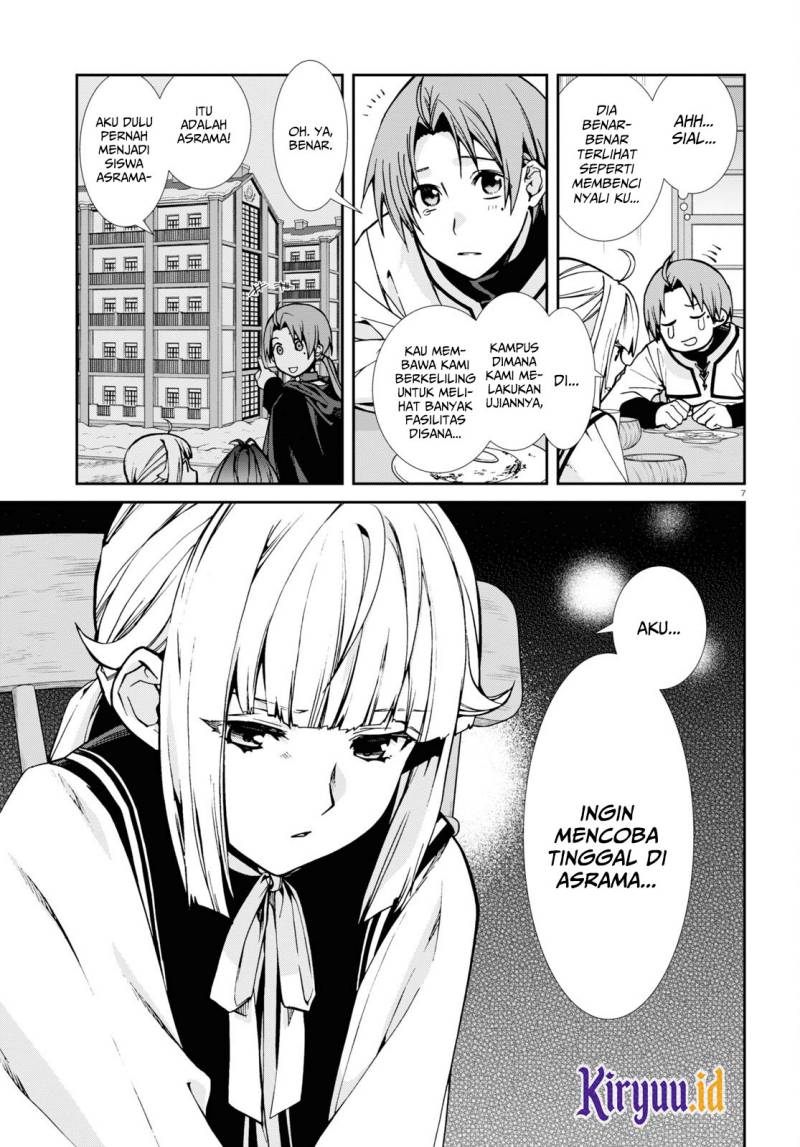 AHH...
SIAL...
DIA
BENAR-
BENAR
TERLIHAT
SEPERTI
MEMBENCI
NYALI KU...
DI...
KAMPUS
DIMANA
KAMI ME-
LAKUKAN
UJIANNYA,
KAU MEM-
BAWA KAMI
BERKELILING
UNTUK MELI-
HAT BANYAK
FASILITAS
DISANA...
OH. YA,
BENAR.
ITU
ADALAH
ASRAMA!
AKU DULU
PERNAH
MENJADI
SISWA
ASRAMA-
7
AKU...
INGIN
MENCOBA
TINGGAL DI
ASRAMA...
Kiryuu.id